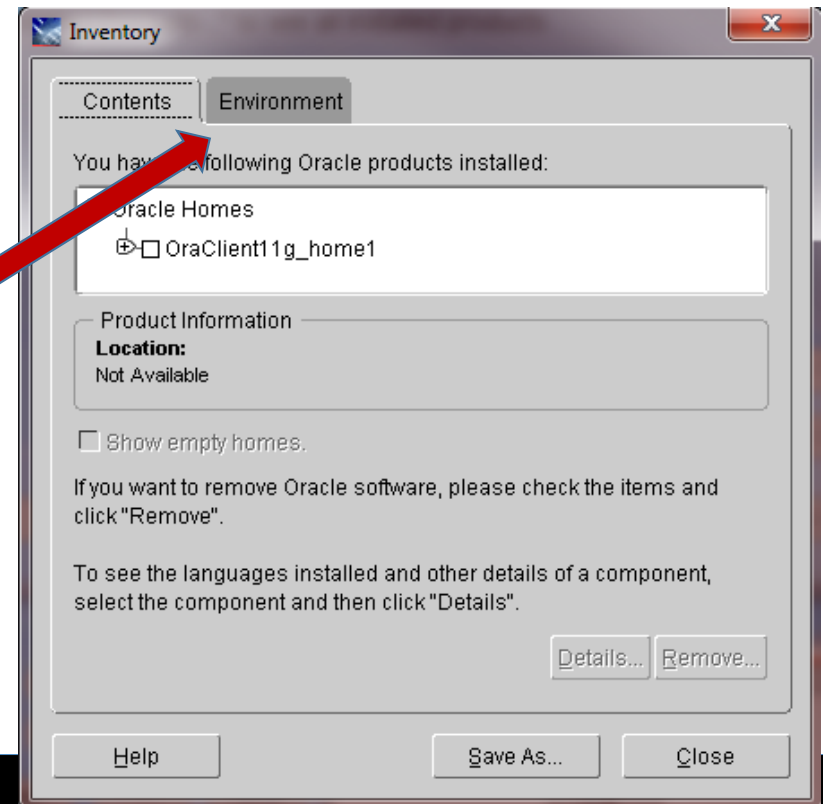 Inventory
Contents Environment
You have following Oracle products installed:
Oracle Homes
OraClient11g_home1
Product Information
Location:
Not Available
Show empty homes.
If you want to remove Oracle software, please check the items and
click "Remove".
To see the languages installed and other details of a component,
select the component and then click "Details".
Details... Remove...
Help Save As... Close